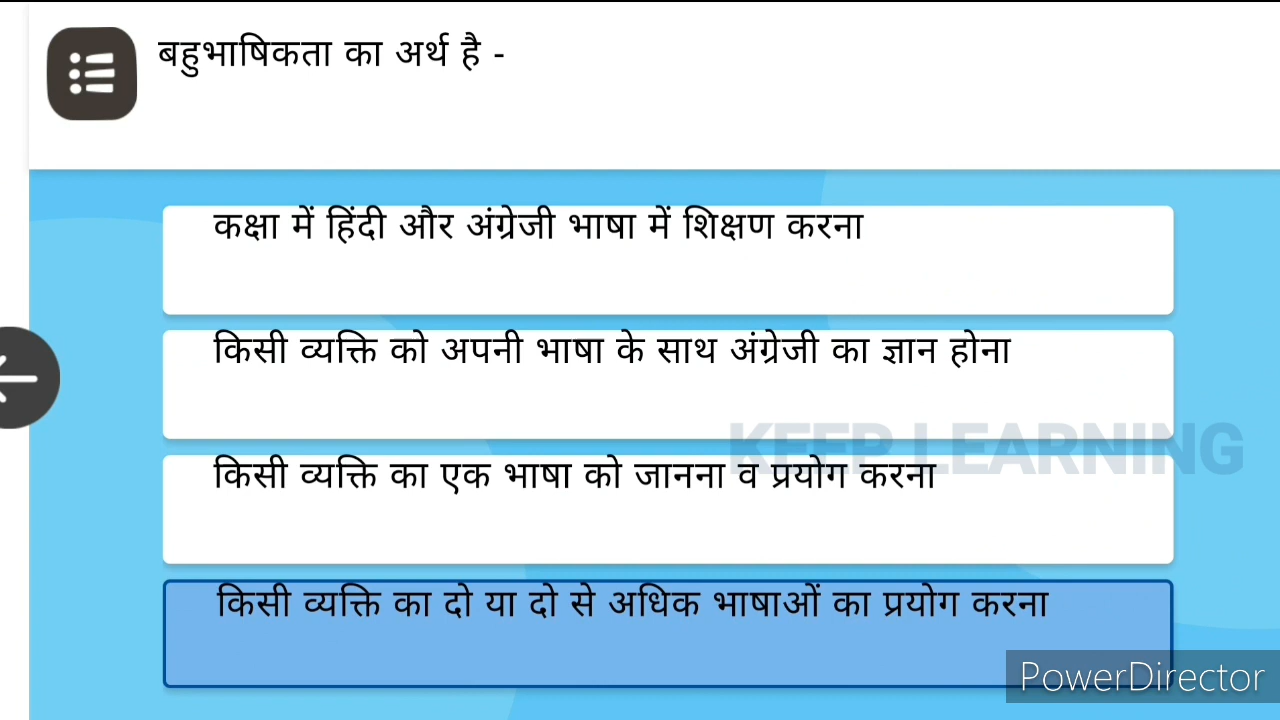 बहुभाषिकता का अर्थ है -
कक्षा में हिंदी और अंग्रेजी भाषा में शिक्षण करना
किसी व्यक्ति को अपनी भाषा के साथ अंग्रेजी का ज्ञान होना
KEEP LEARNING
किसी व्यक्ति का एक भाषा को जानना व प्रयोग करना
किसी व्यक्ति का दो या दो से अधिक भाषाओं का प्रयोग करना
PowerDirector